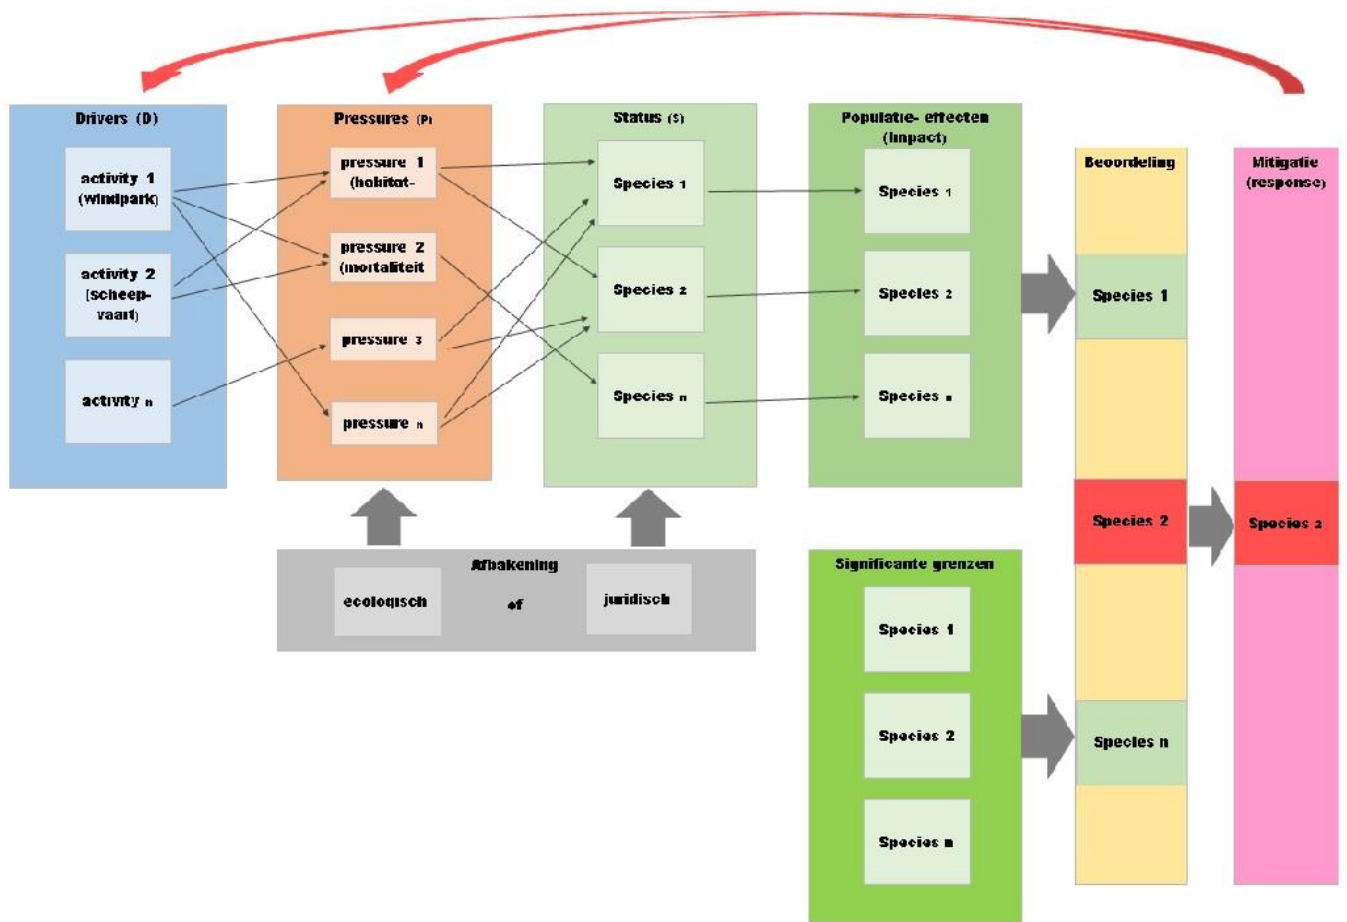 Drivers (D)
activity 1
(windpark)
activity 2
(scheep-
vaart)
activity n
Pressures (P)
pressure 1
(habitat-
pressure 2
(mortaliteit
pressure 3
pressure n
Status (S)
Species 1
Species 2
Species n
Populatie- effecten
(Impact)
Species 1
Species 2
Species n
Beoordeling
Species 1
Species 2
Species n
Mitigatie
(response)
Species 2
Afbakening
ecologisch
of
juridisch
Significante grenzen
Species 1
Species 2
Species n